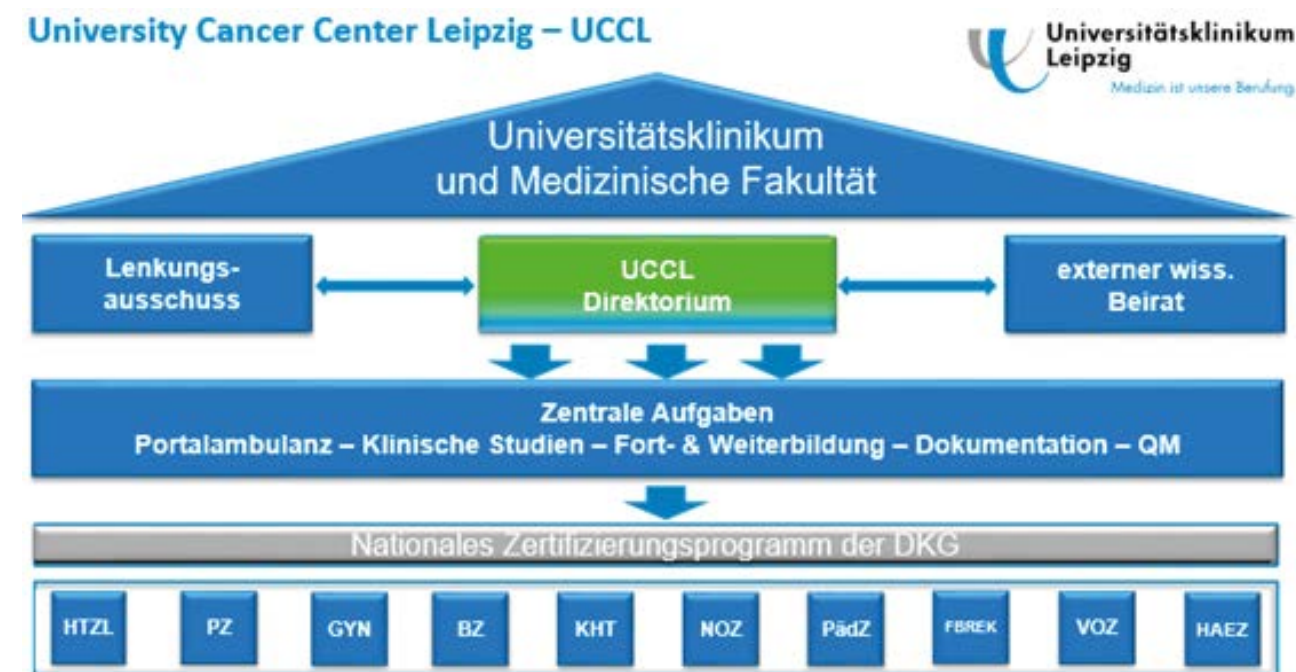 University Cancer Center Leipzig – UCCL
Universitätsklinikum
Leipzig
Medizin ist unsere Berufung
Universitätsklinikum
und Medizinische Fakultät
Lenkungs-
ausschuss
UCCL
Direktorium
externer wiss.
Beirat
Zentrale Aufgaben
Portalambulanz – Klinische Studien – Fort- & Weiterbildung – Dokumentation – QM
Nationales Zertifizierungsprogramm der DKG
HTZL PZ GYN BZ KHT NOZ PädZ FBREK VOZ HAEZ